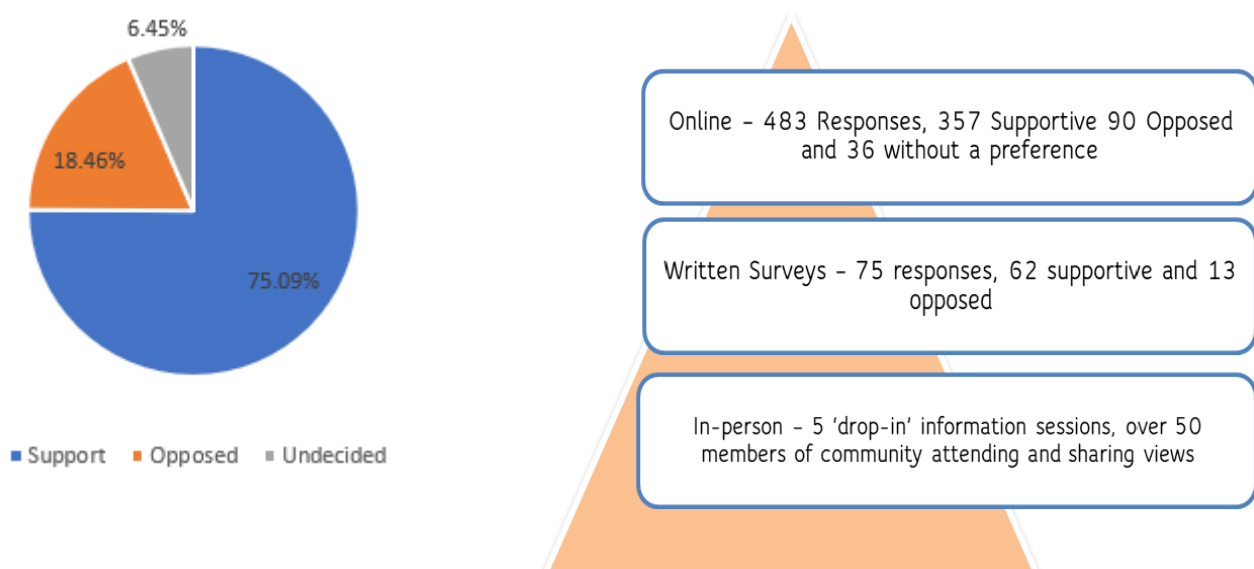 6.45%
18.46%
75.09%
Support Opposed Undecided
Online – 483 Responses, 357 Supportive 90 Opposed
and 36 without a preference
Written Surveys – 75 responses, 62 supportive and 13
opposed
In-person – 5 ‘drop-in’ information sessions, over 50
members of community attending and sharing views